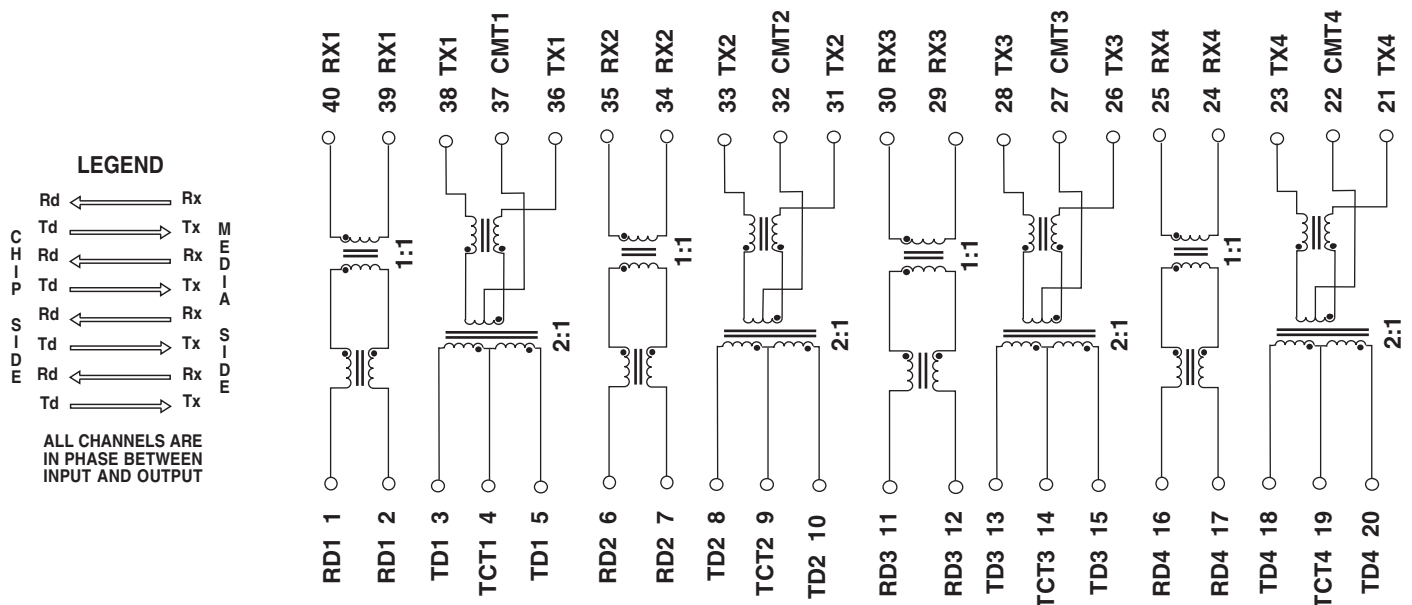 40 RX1
39 RX1
38 TX1
37 CMT1
36 TX1
35 RX2
34 RX2
33 TX2
32 CMT2
31 TX2
30 RX3
29 RX3
28 TX3
27 CMT3
26 TX3
25 RX4
24 RX4
23 TX4
22 CMT4
21 TX4
LEGEND
CHIP SIDE
MEDIA SIDE
Rd Rx
Td Tx
Rd Rx
Td Tx
Rd Rx
Td Tx
Rd Rx
Td Tx
ALL CHANNELS ARE
IN PHASE BETWEEN
INPUT AND OUTPUT
1:1
2:1
1:1
2:1
1:1
2:1
1:1
2:1
RD1 1
RD1 2
TD1 3
TCT1 4
TD1 5
RD2 6
RD2 7
TD2 8
TCT2 9
TD2 10
RD3 11
RD3 12
TD3 13
TCT3 14
TD3 15
RD4 16
RD4 17
TD4 18
TCT4 19
TD4 20